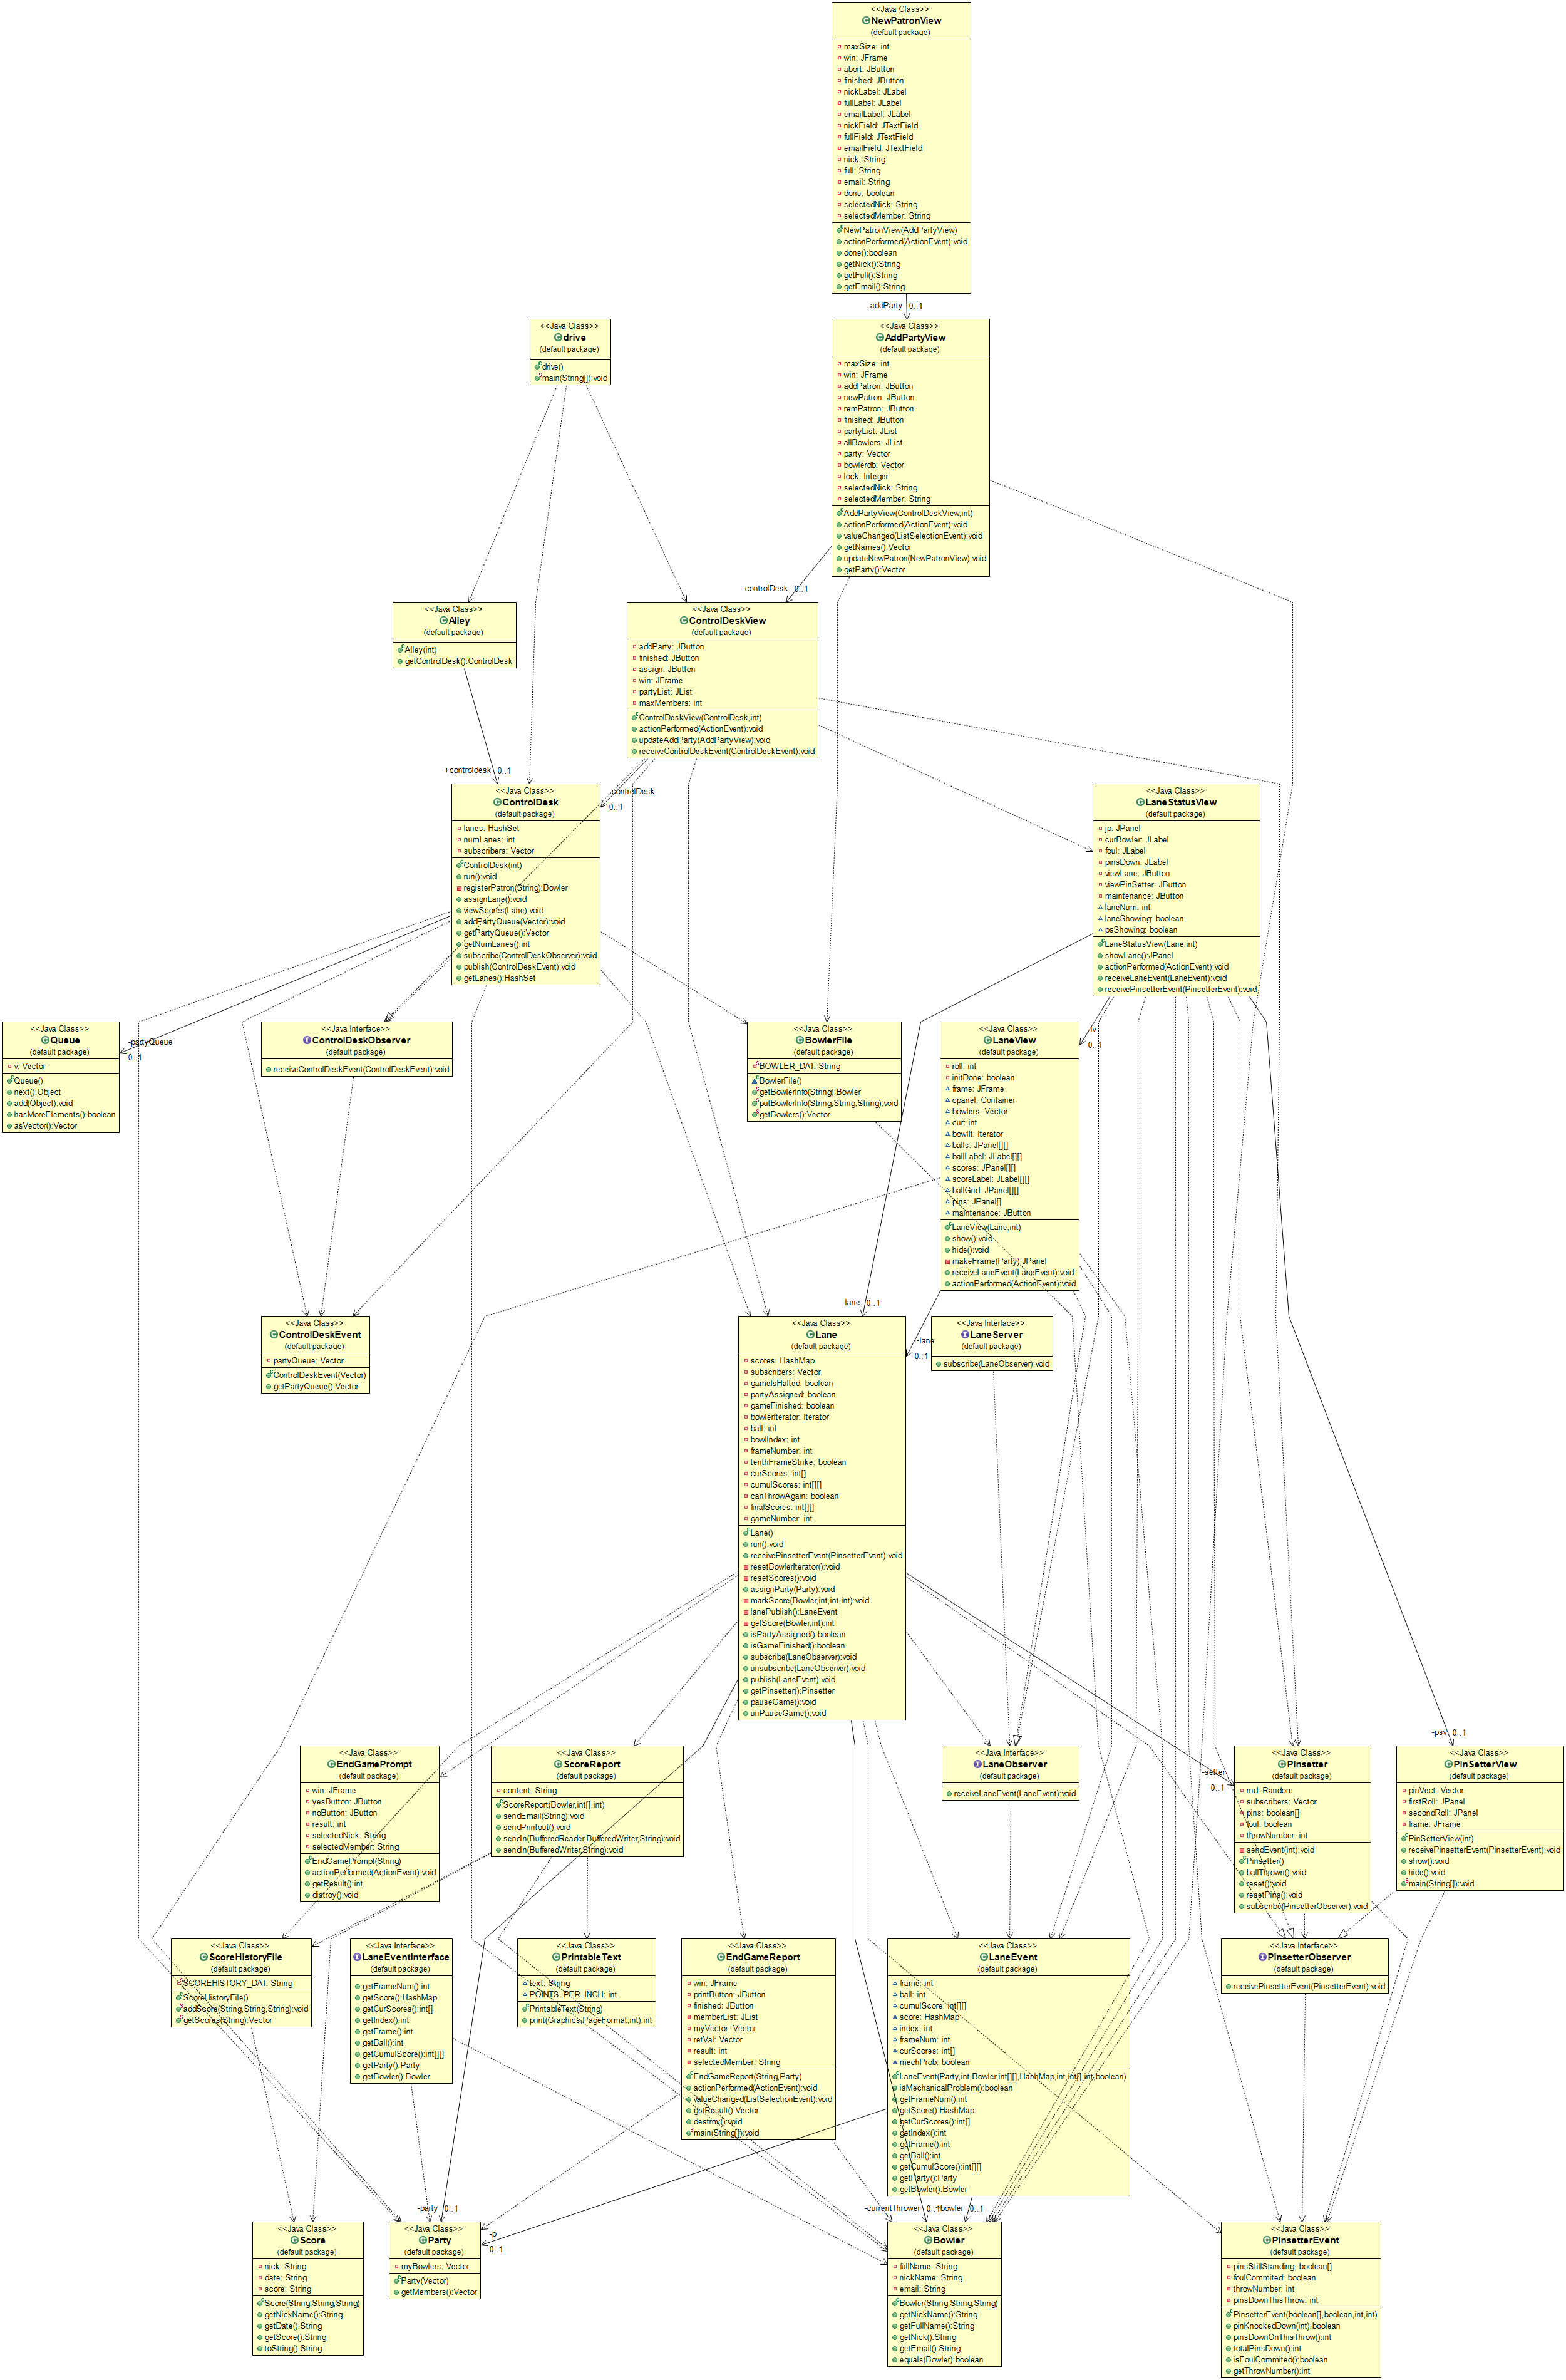 <<Java Class>>
NewPatronView
(default package)
maxSize: int
win: JFrame
abort: JButton
finished: JButton
nickLabel: JLabel
fullLabel: JLabel
emailLabel: JLabel
nickField: JTextField
fullField: JTextField
emailField: JTextField
nick: String
full: String
email: String
done: boolean
selectedNick: String
selectedMember: String
NewPatronView(AddPartyView)
actionPerformed(ActionEvent):void
done():boolean
getNick():String
getFull():String
getEmail():String
-addParty 0..1
<<Java Class>>
drive
(default package)
drive()
main(String[]):void
<<Java Class>>
AddPartyView
(default package)
maxSize: int
win: JFrame
addPatron: JButton
newPatron: JButton
remPatron: JButton
finished: JButton
partyList: JList
allBowlers: JList
party: Vector
bowlerdb: Vector
lock: Integer
selectedNick: String
selectedMember: String
AddPartyView(ControlDeskView,int)
actionPerformed(ActionEvent):void
valueChanged(ListSelectionEvent):void
getNames():Vector
updateNewPatron(NewPatronView):void
getParty():Vector
-controlDesk 0..1
<<Java Class>>
Alley
(default package)
Alley(int)
getControlDesk():ControlDesk
+controldesk 0..1
<<Java Class>>
ControlDeskView
(default package)
addParty: JButton
finished: JButton
assign: JButton
win: JFrame
partyList: JList
maxMembers: int
ControlDeskView(ControlDesk,int)
actionPerformed(ActionEvent):void
updateAddParty(AddPartyView):void
receiveControlDeskEvent(ControlDeskEvent):void
-controlDesk
0..1
<<Java Class>>
ControlDesk
(default package)
lanes: HashSet
numLanes: int
subscribers: Vector
ControlDesk(int)
run():void
registerPatron(String):Bowler
assignLane():void
viewScores(Lane):void
addPartyQueue(Vector):void
getPartyQueue():Vector
getNumLanes():int
subscribe(ControlDeskObserver):void
publish(ControlDeskEvent):void
getLanes():HashSet
<<Java Class>>
LaneStatusView
(default package)
jp: JPanel
curBowler: JLabel
foul: JLabel
pinsDown: JLabel
viewLane: JButton
viewPinSetter: JButton
maintenance: JButton
laneNum: int
laneShowing: boolean
psShowing: boolean
LaneStatusView(Lane,int)
showLane():JPanel
actionPerformed(ActionEvent):void
receiveLaneEvent(LaneEvent):void
receivePinsetterEvent(PinsetterEvent):void
<<Java Class>>
Queue
(default package)
v: Vector
Queue()
next():Object
add(Object):void
hasMoreElements():boolean
asVector():Vector
-partyQueue
0..1
<<Java Interface>>
ControlDeskObserver
(default package)
receiveControlDeskEvent(ControlDeskEvent):void
<<Java Class>>
BowlerFile
(default package)
BOWLER_DAT: String
BowlerFile()
getBowlerInfo(String):Bowler
putBowlerInfo(String,String,String):void
getBowlers():Vector
<<Java Class>>
LaneView
(default package)
roll: int
initDone: boolean
frame: JFrame
cpanel: Container
bowlers: Vector
cur: int
bowlIt: Iterator
balls: JPanel[][]
ballLabel: JLabel[][]
scores: JPanel[][]
scoreLabel: JLabel[][]
ballGrid: JPanel[][]
pins: JPanel[]
maintenance: JButton
LaneView(Lane,int)
show():void
hide():void
makeFrame(Party):JPanel
receiveLaneEvent(LaneEvent):void
actionPerformed(ActionEvent):void
-lv
0..1
-lane 0..1
~lane
0..1
<<Java Class>>
ControlDeskEvent
(default package)
partyQueue: Vector
ControlDeskEvent(Vector)
getPartyQueue():Vector
<<Java Class>>
Lane
(default package)
scores: HashMap
subscribers: Vector
gameIsHalted: boolean
partyAssigned: boolean
gameFinished: boolean
bowlerIterator: Iterator
ball: int
bowlIndex: int
frameNumber: int
tenthFrameStrike: boolean
curScores: int[]
cumulScores: int[][]
canThrowAgain: boolean
finalScores: int[][]
gameNumber: int
Lane()
run():void
receivePinsetterEvent(PinsetterEvent):void
resetBowlerIterator():void
resetScores():void
assignParty(Party):void
markScore(Bowler,int,int,int):void
lanePublish():LaneEvent
getScore(Bowler,int):int
isPartyAssigned():boolean
isGameFinished():boolean
subscribe(LaneObserver):void
unsubscribe(LaneObserver):void
publish(LaneEvent):void
getPinsetter():Pinsetter
pauseGame():void
unPauseGame():void
<<Java Interface>>
LaneServer
(default package)
subscribe(LaneObserver):void
-psv 0..1
-setter
0..1
<<Java Class>>
EndGamePrompt
(default package)
win: JFrame
yesButton: JButton
noButton: JButton
result: int
selectedNick: String
selectedMember: String
EndGamePrompt(String)
actionPerformed(ActionEvent):void
getResult():int
distroy():void
<<Java Class>>
ScoreReport
(default package)
content: String
ScoreReport(Bowler,int[],int)
sendEmail(String):void
sendPrintout():void
sendln(BufferedReader,BufferedWriter,String):void
sendln(BufferedWriter,String):void
<<Java Interface>>
LaneObserver
(default package)
receiveLaneEvent(LaneEvent):void
<<Java Class>>
Pinsetter
(default package)
rnd: Random
subscribers: Vector
pins: boolean[]
foul: boolean
throwNumber: int
sendEvent(int):void
Pinsetter()
ballThrown():void
reset():void
resetPins():void
subscribe(PinsetterObserver):void
<<Java Class>>
PinSetterView
(default package)
pinVect: Vector
firstRoll: JPanel
secondRoll: JPanel
frame: JFrame
PinSetterView(int)
receivePinsetterEvent(PinsetterEvent):void
show():void
hide():void
main(String[]):void
<<Java Class>>
ScoreHistoryFile
(default package)
SCOREHISTORY_DAT: String
ScoreHistoryFile()
addScore(String,String,String):void
getScores(String):Vector
<<Java Interface>>
LaneEventInterface
(default package)
getFrameNum():int
getScore():HashMap
getCurScores():int[]
getIndex():int
getFrame():int
getBall():int
getCumulScore():int[][]
getParty():Party
getBowler():Bowler
<<Java Class>>
PrintableText
(default package)
text: String
POINTS_PER_INCH: int
PrintableText(String)
print(Graphics,PageFormat,int):int
<<Java Class>>
EndGameReport
(default package)
win: JFrame
printButton: JButton
finished: JButton
memberList: JList
myVector: Vector
retVal: Vector
result: int
selectedMember: String
EndGameReport(String,Party)
actionPerformed(ActionEvent):void
valueChanged(ListSelectionEvent):void
getResult():Vector
destroy():void
main(String[]):void
<<Java Class>>
LaneEvent
(default package)
frame: int
ball: int
cumulScore: int[][]
score: HashMap
index: int
frameNum: int
curScores: int[]
mechProb: boolean
LaneEvent(Party,int,Bowler,int[][],HashMap,int,int[],int,boolean)
isMechanicalProblem():boolean
getFrameNum():int
getScore():HashMap
getCurScores():int[]
getIndex():int
getFrame():int
getBall():int
getCumulScore():int[][]
getParty():Party
getBowler():Bowler
<<Java Interface>>
PinsetterObserver
(default package)
receivePinsetterEvent(PinsetterEvent):void
-party 0..1
-p
0..1
-currentThrower 0..1
~bowler 0..1
<<Java Class>>
Score
(default package)
nick: String
date: String
score: String
Score(String,String,String)
getNickName():String
getDate():String
getScore():String
toString():String
<<Java Class>>
Party
(default package)
myBowlers: Vector
Party(Vector)
getMembers():Vector
<<Java Class>>
Bowler
(default package)
fullName: String
nickName: String
email: String
Bowler(String,String,String)
getNickName():String
getFullName():String
getNick():String
getEmail():String
equals(Bowler):boolean
<<Java Class>>
PinsetterEvent
(default package)
pinsStillStanding: boolean[]
foulCommited: boolean
throwNumber: int
pinsDownThisThrow: int
PinsetterEvent(boolean[],boolean,int,int)
pinKnockedDown(int):boolean
pinsDownOnThisThrow():int
totalPinsDown():int
isFoulCommited():boolean
getThrowNumber():int